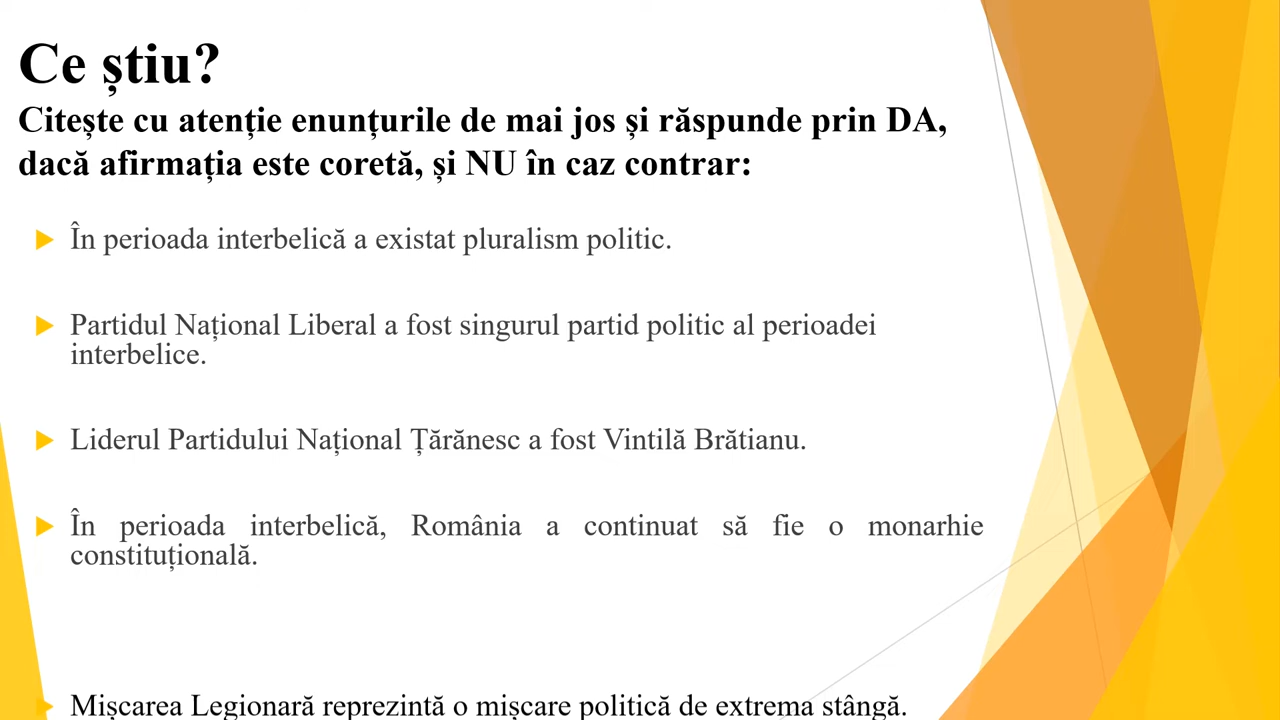 Ce știu?
Citește cu atenție enunțurile de mai jos și răspunde prin DA,
dacă afirmația este coretă, și NU în caz contrar:
În perioada interbelică a existat pluralism politic.
Partidul Național Liberal a fost singurul partid politic al perioadei
interbelice.
Liderul Partidului Național Țărănesc a fost Vintilă Brătianu.
În perioada interbelică, România a continuat să fie o monarhie
constituțională.
Mișcarea Legionară reprezintă o mișcare politică de extrema stângă.